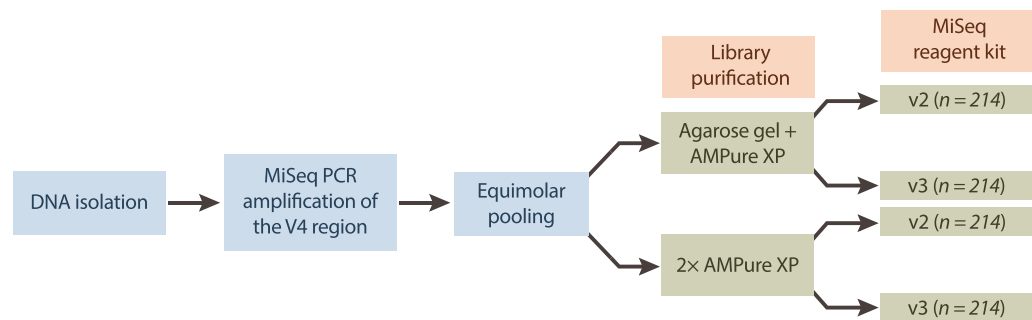 DNA isolation
MiSeq PCR
amplification of
the V4 region
Equimolar
pooling
Library
purification
Agarose gel +
AMPure XP
2× AMPure XP
MiSeq
reagent kit
v2 (n = 214)
v3 (n = 214)
v2 (n = 214)
v3 (n = 214)